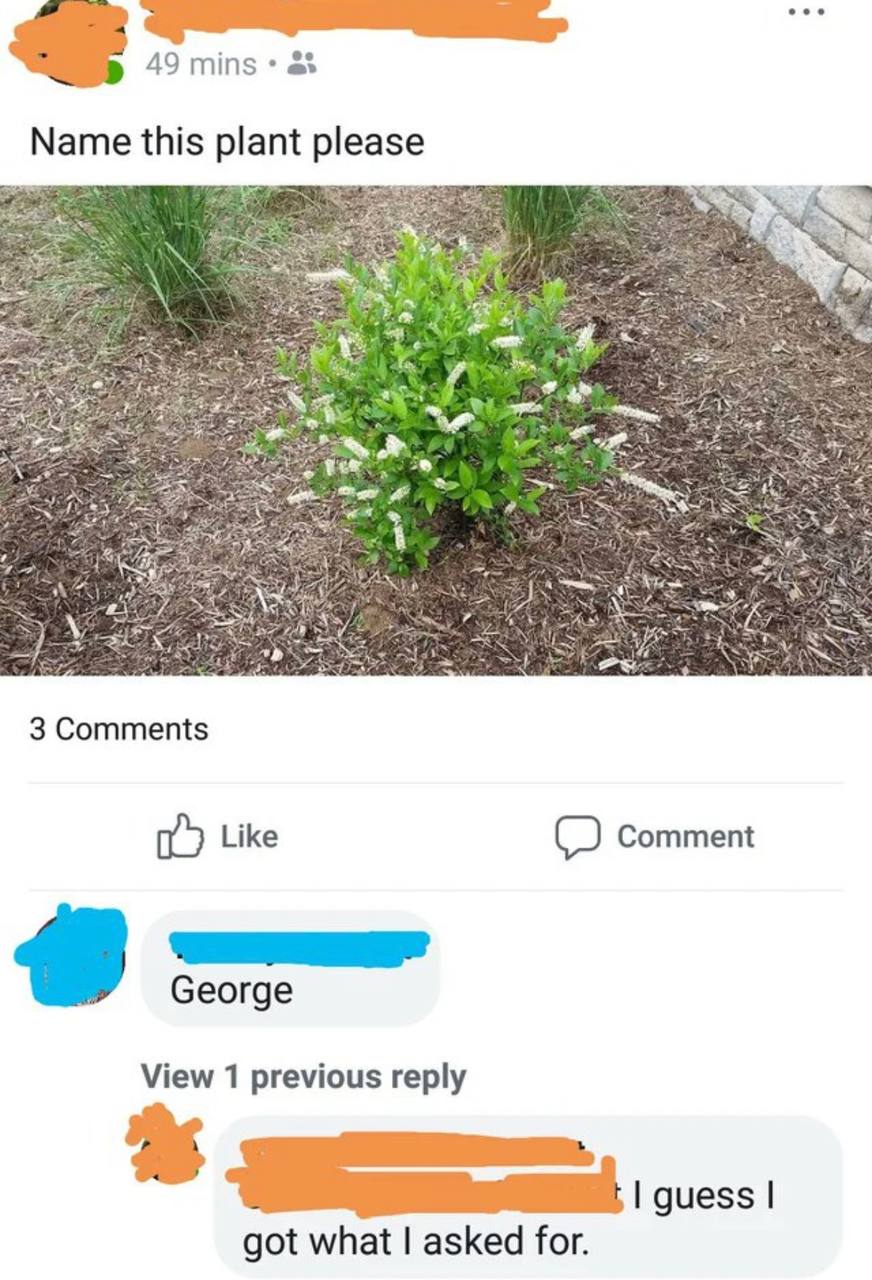 49 mins •
Name this plant please
3 Comments
Like
Comment
George
View 1 previous reply
I guess I
got what I asked for.